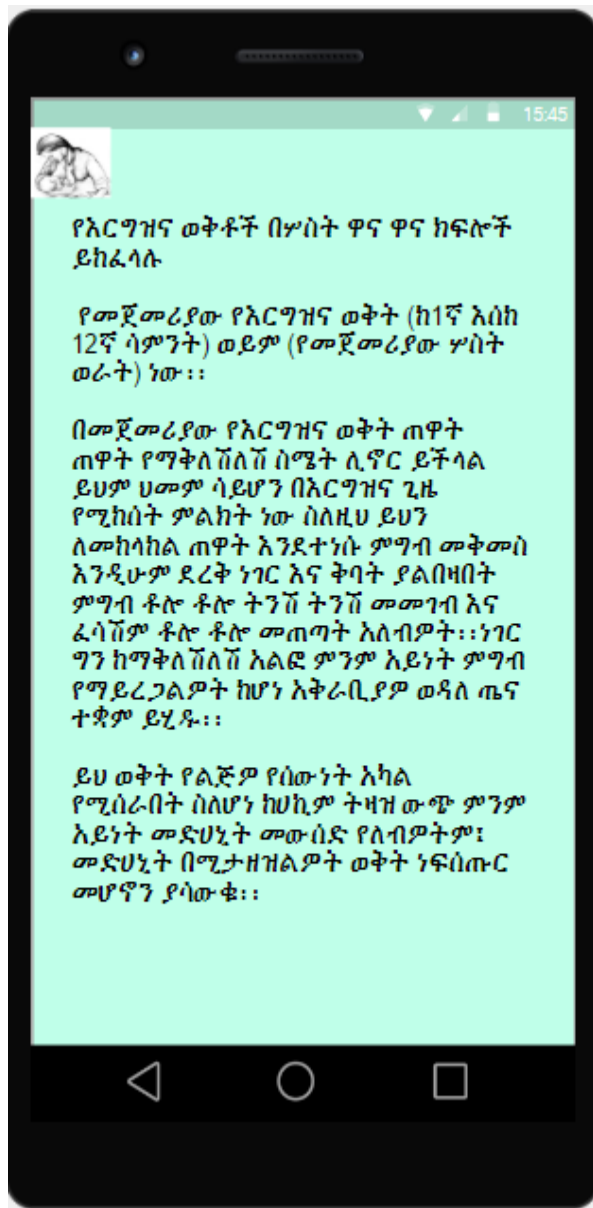 15:45
የእርግዝና ወቅቶች በሦስት ዋና ዋና ክፍሎች
ይከፈላሉ
የመጀመሪያው የእርግዝና ወቅት (ከ1ኛ እሰከ
12ኛ ሳምንት) ወይም (የመጀመሪያው ሦስት
ወራት) ነው፡፡
በመጀመሪያው የእርግዝና ወቅት ጠዋት
ጠዋት የማቅለሽለሽ ስሜት ሊኖር ይችላል
ይህም ህመም ሳይሆን በእርግዝና ጊዜ
የሚከሰት ምልክት ነው ስለዚህ ይህን
ለመከላከል ጠዋት እንደተነሱ ምግብ መቅመስ
እንዲሁም ደረቅ ነገር እና ቅባት ያልበዛበት
ምግብ ቶሎ ቶሎ ትንሽ ትንሽ መመገብ እና
ፈሳሽም ቶሎ ቶሎ መጠጣት አለብዎት፡፡ነገር
ግን ከማቅለሽለሽ አልፎ ምንም አይነት ምግብ
የማይረጋልዎት ከሆነ አቅራቢያዎ ወዳለ ጤና
ተቋም ይሂዱ፡፡
ይህ ወቅት የልጅዎ የሰውነት አካል
የሚሰራበት ስለሆነ ከሀኪም ትዛዝ ውጭ ምንም
አይነት መድሀኒት መውሰድ የለብዎትም፤
መድሀኒት በሚታዘዝልዎት ወቅት ነፍሰጡር
መሆኖን ያሳውቁ፡፡